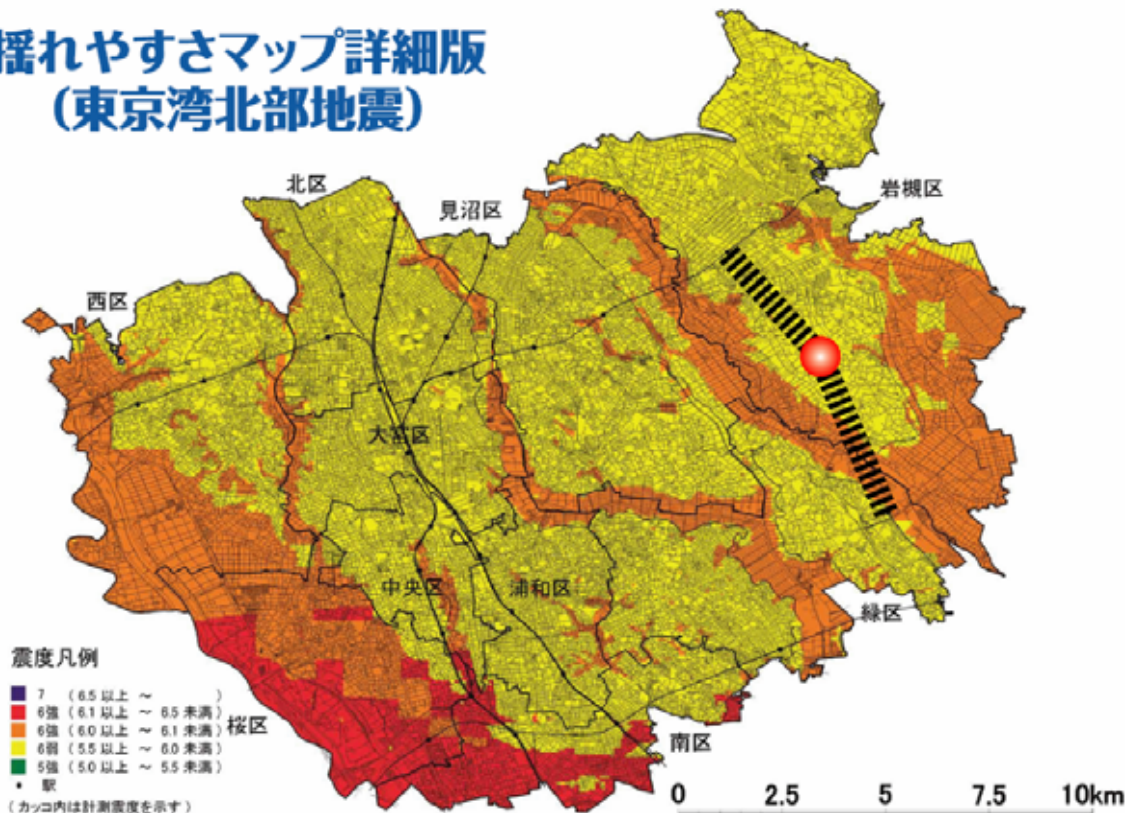 揺れやすさマップ詳細版
(東京湾北部地震)
北区
見沼区
岩槻区
西区
大宮区
中央区
浦和区
緑区
桜区
南区
震度凡例
7 (6.5 以上 ~ )
6強 (6.1 以上 ~ 6.5 未満)
6強 (6.0 以上 ~ 6.1 未満)
6弱 (5.5 以上 ~ 6.0 未満)
5強 (5.0 以上 ~ 5.5 未満)
・ 駅
(カッコ内は計測震度を示す)
0 2.5 5 7.5 10km